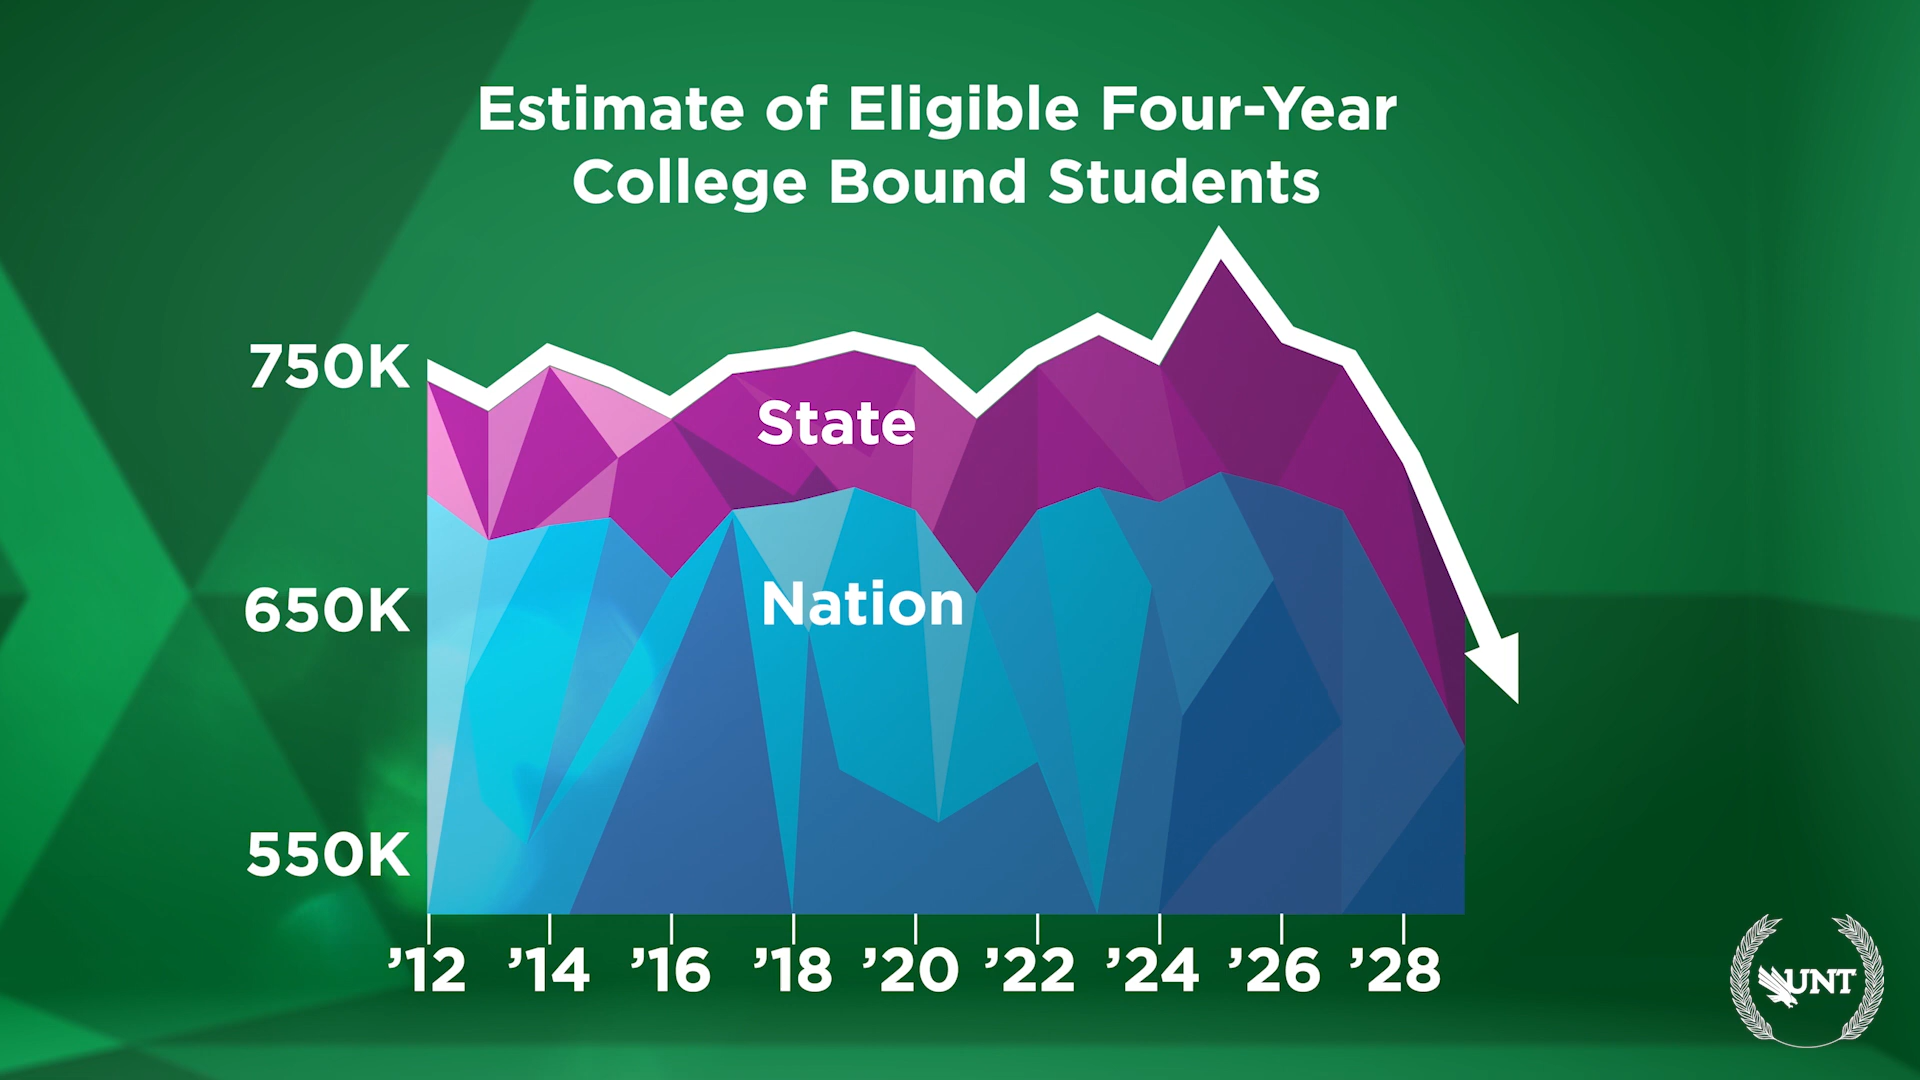 Estimate of Eligible Four-Year
College Bound Students
750K
State
Nation
650K
550K
’12 ’14 ’16 ’18 ’20 ’22 ’24 ’26 ’28
UNT